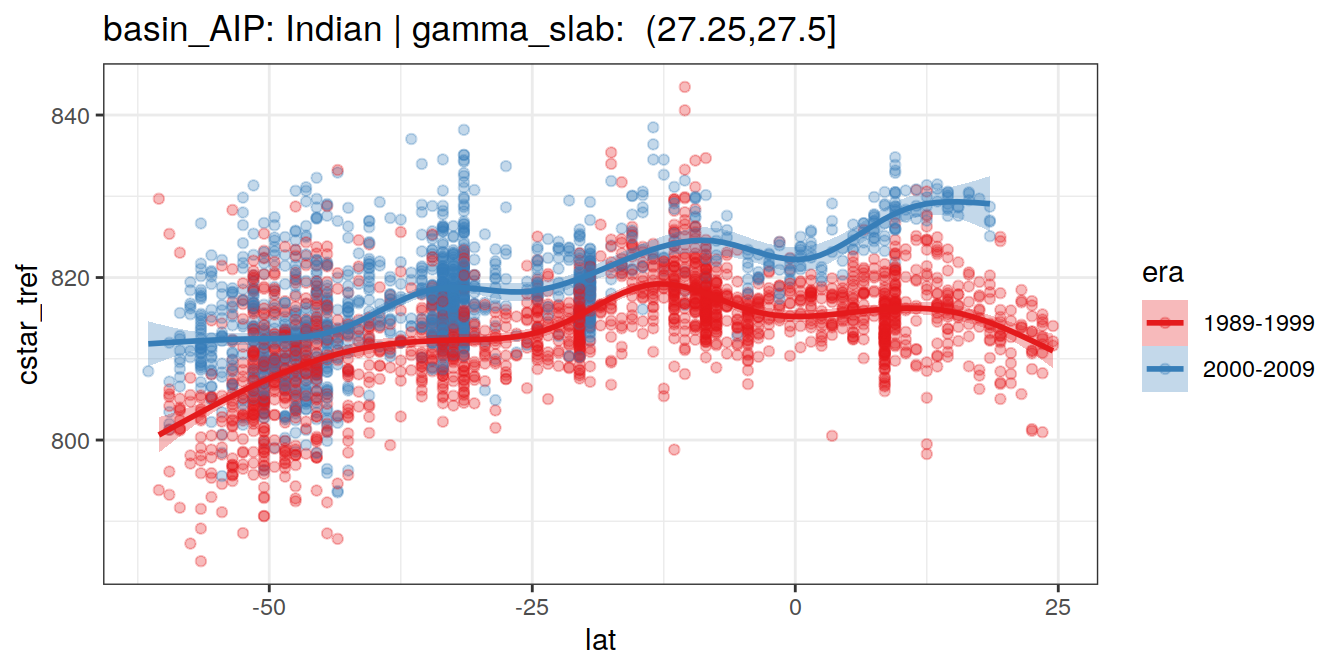 basin_AIP: Indian | gamma_slab:  (27.25,27.5]
840
820
800
cstar_tref
-50
-25
0
25
lat
era
1989-1999
2000-2009